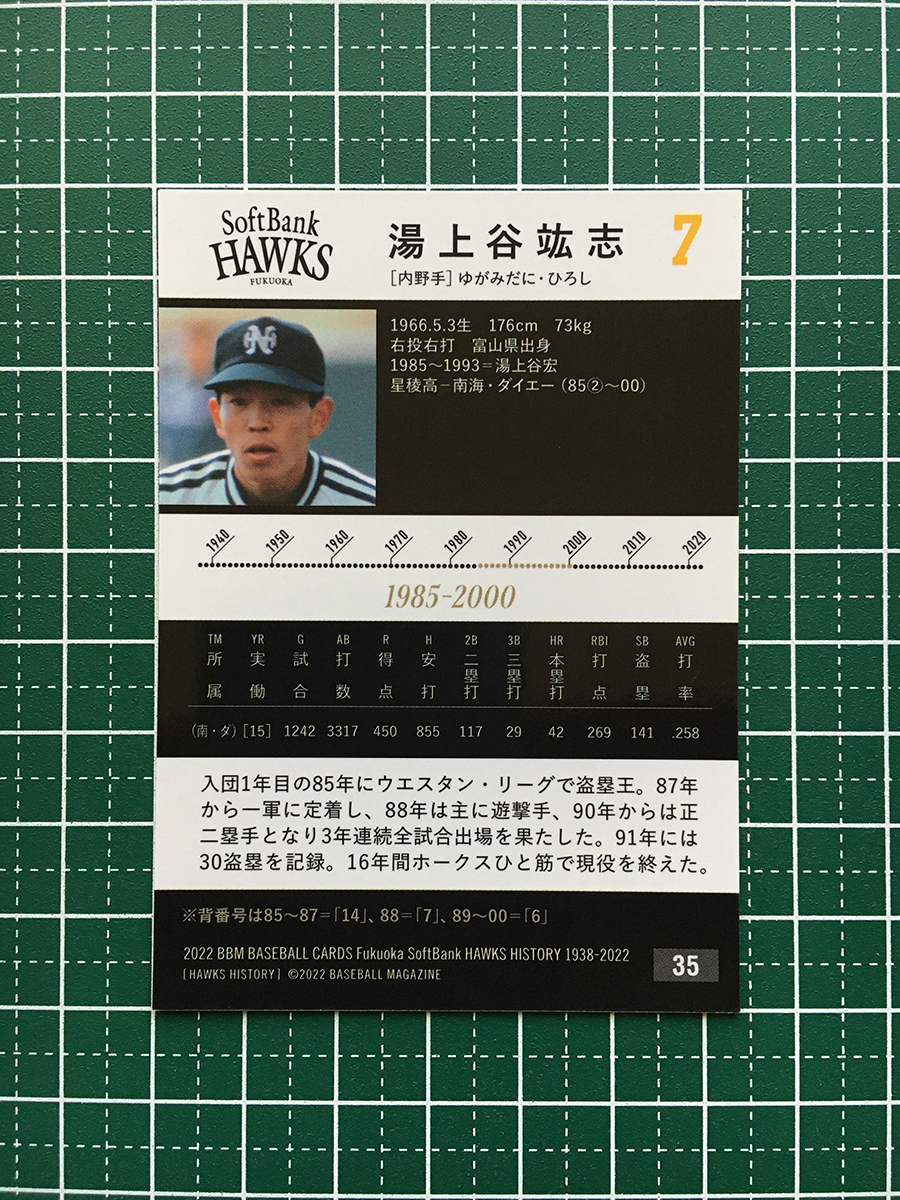 SoftBank
HAWKS
FUKUOKA
湯上谷竑志 7
[内野手] ゆがみだに・ひろし
NH
1966.5.3生 176cm 73kg
右投右打 富山県出身
1985〜1993=湯上谷宏
星稜高−南海・ダイエー(85②〜00)
1940 1950 1960 1970 1980 1990 2000 2010 2020
1985-2000
TM YR G AB R H 2B 3B HR RBI SB AVG
所属 実働 試合 打数 得点 安打 二塁打 三塁打 本塁打 打点 盗塁 打率
(南・ダ) [15] 1242 3317 450 855 117 29 42 269 141 .258
入団1年目の85年にウエスタン・リーグで盗塁王。87年
から一軍に定着し、88年は主に遊撃手、90年からは正
二塁手となり3年連続全試合出場を果たした。91年には
30盗塁を記録。16年間ホークスひと筋で現役を終えた。
※背番号は85〜87=「14」、88=「7」、89〜00=「6」
2022 BBM BASEBALL CARDS Fukuoka SoftBank HAWKS HISTORY 1938-2022
[HAWKS HISTORY] ©2022 BASEBALL MAGAZINE
35